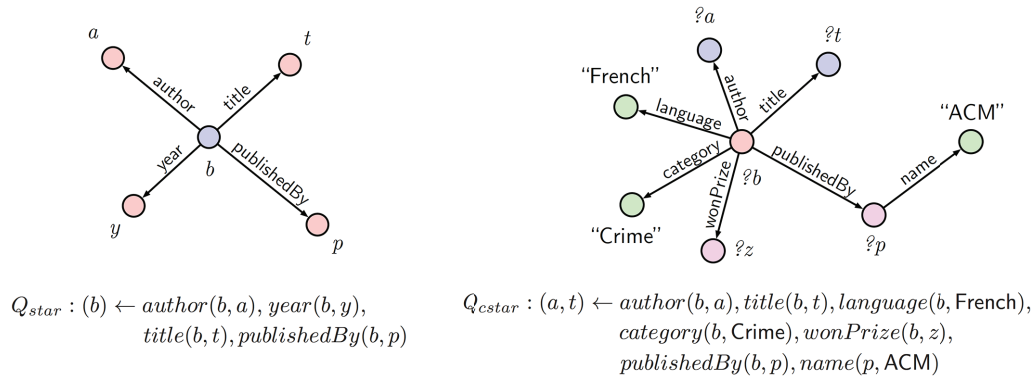 a
t
author
title
b
year
publishedBy
y
p
?a
?t
"French"
"ACM"
author
title
language
category
wonPrize
?b
publishedBy
name
"Crime"
?z
?p
Q_star : (b) ← author(b, a), year(b, y),
title(b, t), publishedBy(b, p)
Q_cstar : (a, t) ← author(b, a), title(b, t), language(b, French),
category(b, Crime), wonPrize(b, z),
publishedBy(b, p), name(p, ACM)